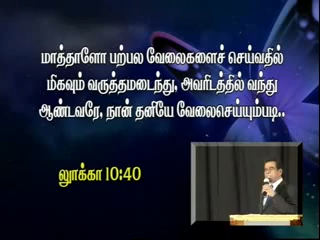 மாத்தாளோ பற்பல வேலைகளைச் செய்வதில்
மிகவும் வருத்தமடைந்து, அவரிடத்தில் வந்து
ஆண்டவரே, நான் தனியே வேலைசெய்யும்படி..
லூக்கா 10:40